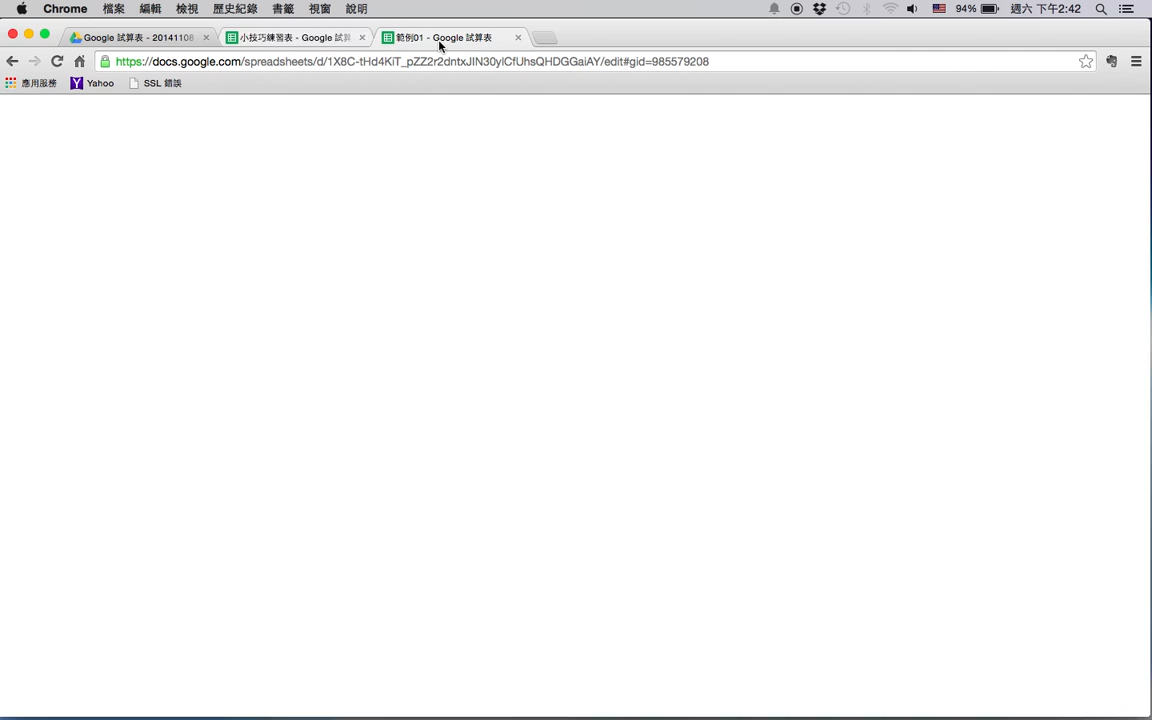 Chrome 檔案 編輯 檢視 歷史紀錄 書籤 視窗 說明 94% 週六 下午2:42
Google 試算表 - 20141108 小技巧練習表 - Google 試算 範例01 - Google 試算表
https://docs.google.com/spreadsheets/d/1X8C-tHd4KiT_pZZ2r2dntxJIN30ylCfUhsQHDGGaiAY/edit#gid=985579208
應用服務 Yahoo SSL 錯誤